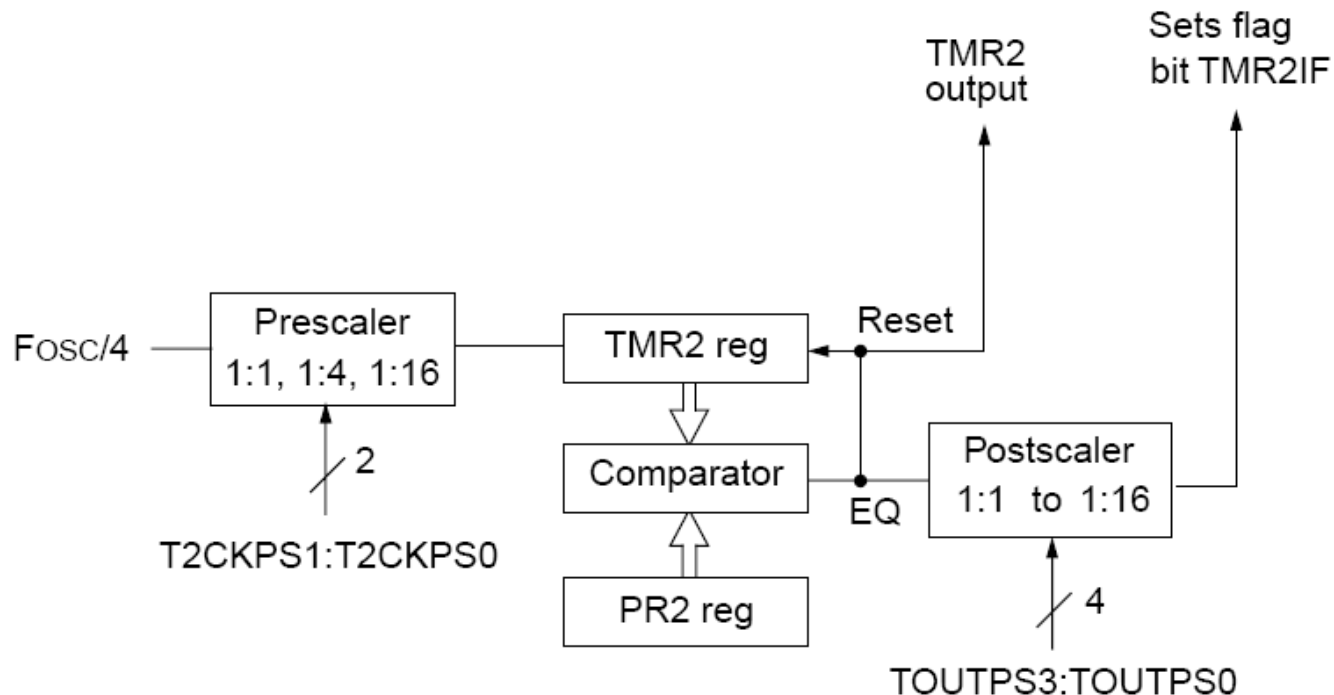 Sets flag
bit TMR2IF
TMR2
output
Reset
Prescaler
1:1, 1:4, 1:16
FOSC/4
TMR2 reg
Comparator
EQ
Postscaler
1:1 to 1:16
2
T2CKPS1:T2CKPS0
PR2 reg
4
TOUTPS3:TOUTPS0